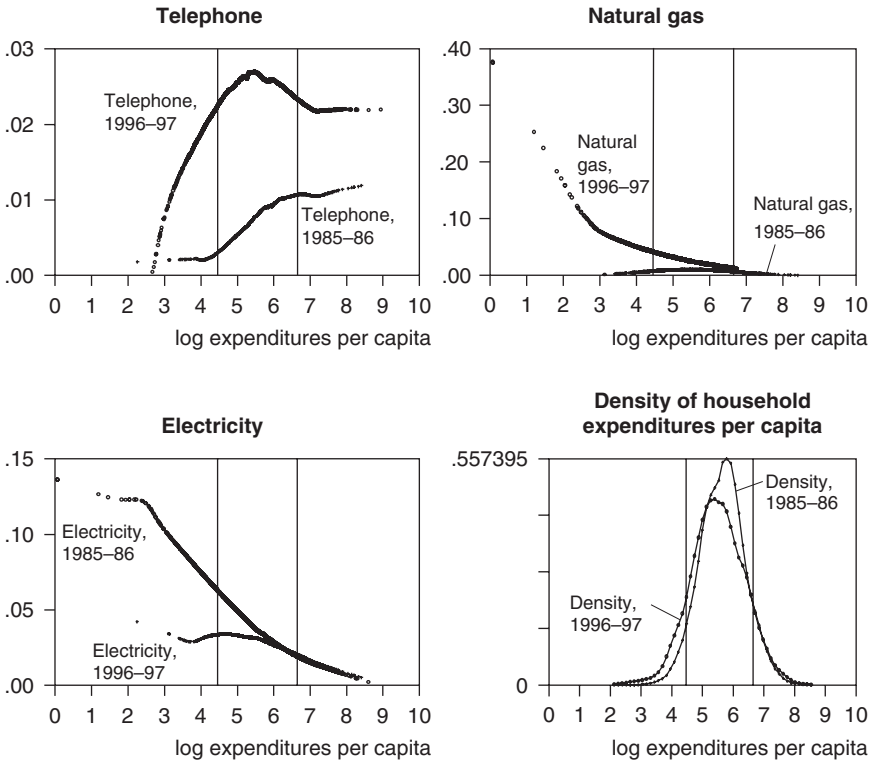 Telephone
.03
.02
.01
.00
Telephone,
1996–97
Telephone,
1985–86
0 1 2 3 4 5 6 7 8 9 10
log expenditures per capita
Natural gas
.40
.30
.20
.10
.00
Natural
gas,
1996–97
Natural gas,
1985–86
0 1 2 3 4 5 6 7 8 9 10
log expenditures per capita
Electricity
.15
.10
.05
.00
Electricity,
1985–86
Electricity,
1996–97
0 1 2 3 4 5 6 7 8 9 10
log expenditures per capita
Density of household
expenditures per capita
.557395
0
Density,
1985–86
Density,
1996–97
0 1 2 3 4 5 6 7 8 9 10
log expenditures per capita